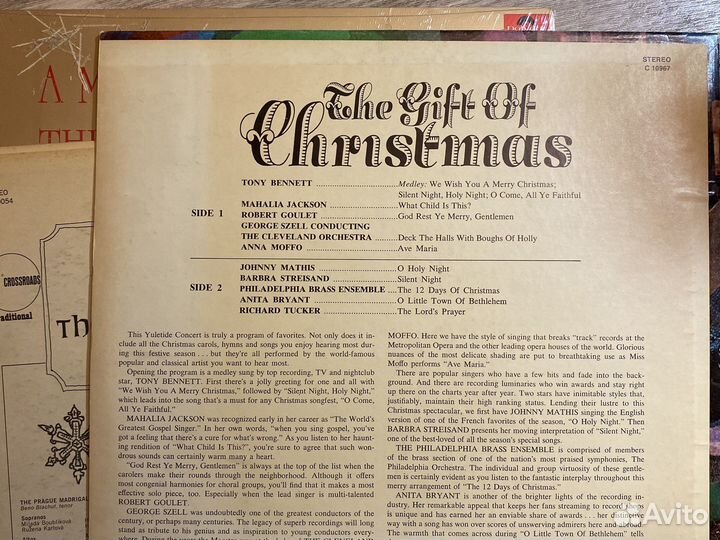 STEREO
C 10967
The Gift Of
Christmas
SIDE 1
TONY BENNETT ..............................Medley: We Wish You A Merry Christmas;
Silent Night, Holy Night; O Come, All Ye Faithful
MAHALIA JACKSON .........................What Child Is This?
ROBERT GOULET ............................God Rest Ye Merry, Gentlemen
GEORGE SZELL CONDUCTING
THE CLEVELAND ORCHESTRA .........Deck The Halls With Boughs Of Holly
ANNA MOFFO .................................Ave Maria
SIDE 2
JOHNNY MATHIS .............................O Holy Night
BARBRA STREISAND .......................Silent Night
PHILADELPHIA BRASS ENSEMBLE ....The 12 Days Of Christmas
ANITA BRYANT ...............................O Little Town Of Bethlehem
RICHARD TUCKER ..........................The Lord's Prayer
This Yuletide Concert is truly a program of favorites. Not only does it in-
clude all the Christmas carols, hymns and songs you enjoy hearing most dur-
ing this festive season . . . but they're all performed by the world-famous
popular and classical artist you want to hear most.
Opening the program is a medley sung by top recording, TV and nightclub
star, TONY BENNETT. First there's a jolly greeting for one and all with
"We Wish You A Merry Christmas," followed by "Silent Night, Holy Night,"
which leads into the song that's a must for any Christmas songfest, "O Come,
All Ye Faithful."
MAHALIA JACKSON was recognized early in her career as "The World's
Greatest Gospel Singer." In her own words, "when you sing gospel, you've
got a feeling that there's a cure for what's wrong." As you listen to her haunt-
ing rendition of "What Child Is This?", you're sure to agree that such won-
drous sounds can certainly warm many a heart.
"God Rest Ye Merry, Gentlemen" is always at the top of the list when the
carolers make their rounds through the neighborhood. Although it offers its
most congenial harmonies for choral groups, you'll find that it makes a most
effective solo piece, too. Especially when the lead singer is multi-talented
ROBERT GOULET.
GEORGE SZELL was undoubtedly one of the greatest conductors of the
century, or perhaps many centuries. The legacy of superb recordings will long
stand as tribute to his genius and as inspiration to young conductors every-
MOFFO. Here we have the style of singing that breaks "track" records at the
Metropolitan Opera and the other leading opera houses of the world. Glorious
nuances of the most delicate shading are put to breathtaking use as Miss
Moffo performs "Ave Maria."
There are popular singers who have a few hits and fade into the back-
ground. And there are recording luminaries who win awards and stay right
up there on the charts year after year. Two stars have inimitable styles that,
justifiably, maintain their high ranking status. Lending their lustre to this
Christmas spectacular, we first have JOHNNY MATHIS singing the English
version of one of the French favorites of the season, "O Holy Night." Then
BARBRA STREISAND presents her moving interpretation of "Silent Night,"
one of the best-loved of all the season's special songs.
THE PHILADELPHIA BRASS ENSEMBLE is comprised of members
of the brass section of one of the nation's most praised symphonies, The
Philadelphia Orchestra. The individual and group virtuosity of these gentle-
men is certainly evident as you listen to the fantastic interplay throughout this
merry arrangement of "The 12 Days of Christmas."
ANITA BRYANT is another of the brighter lights of the recording in-
dustry. Her remarkable appeal that keeps her fans streaming to record
is unique and has earned her an enviable share of awards . . . her
way with a song has won over scores of unswerving admirers here and abroad.
The warmth that comes across during "O Little Town Of Bethlehem" tells
A M
TH
EO
0054
CROSSROADS
raditional
Th
THE PRAGUE MADRIGAL
Beno Blachut, tenor
Sopranos
Milada Boublíková
Růžena Karlová
Avito